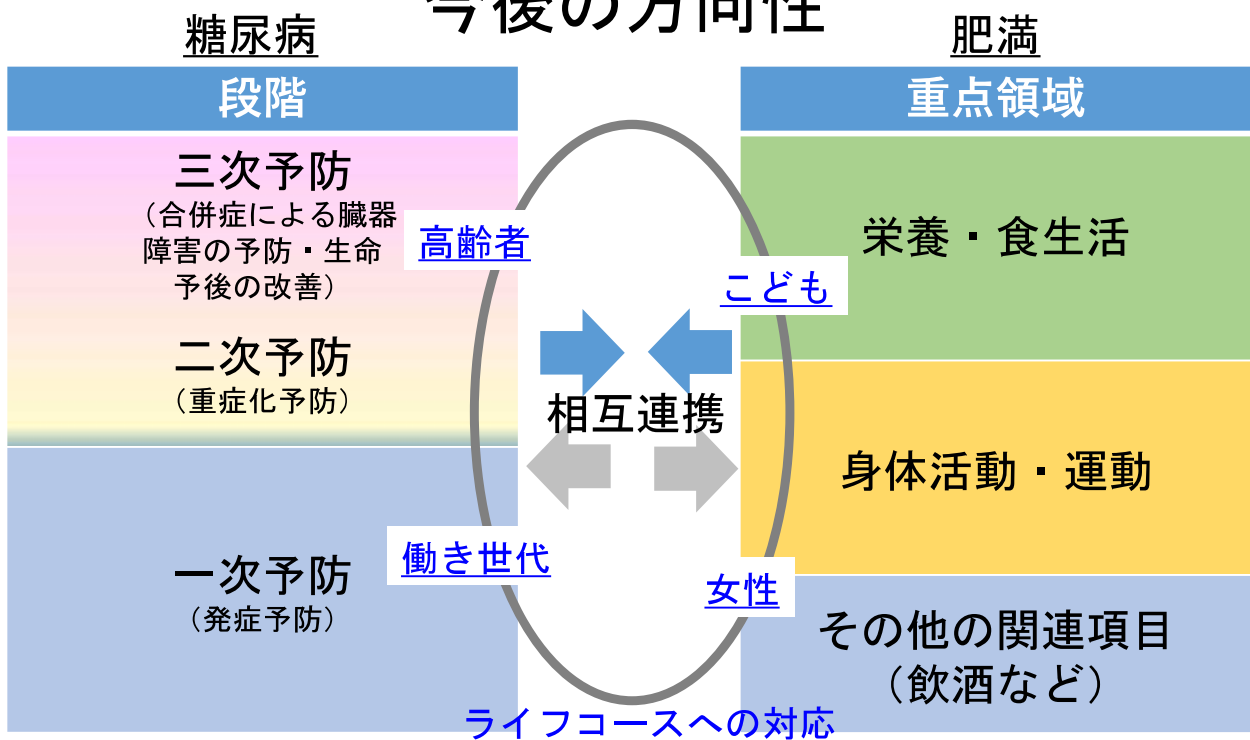 今後の方向性
糖尿病
肥満
段階
重点領域
三次予防
（合併症による臓器
障害の予防・生命
予後の改善）
二次予防
（重症化予防）
一次予防
（発症予防）
高齢者
こども
相互連携
働き世代
女性
ライフコースへの対応
栄養・食生活
身体活動・運動
その他の関連項目
（飲酒など）